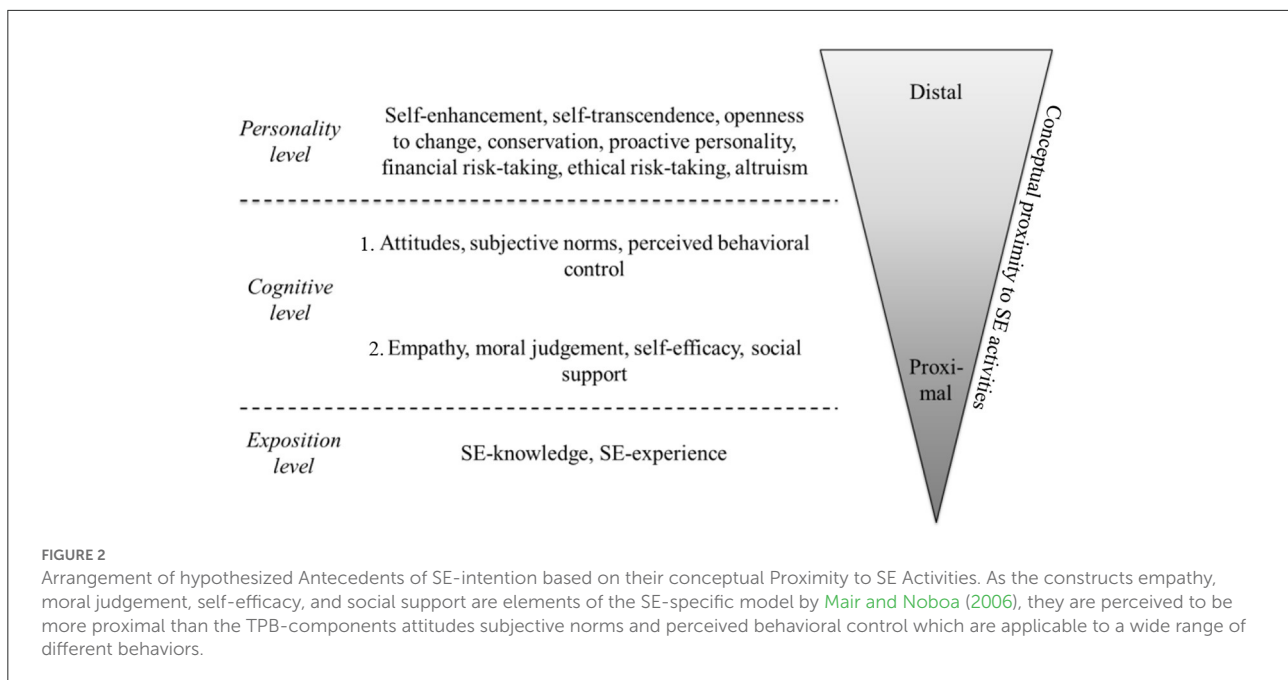 Personality
level
Self-enhancement, self-transcendence, openness
to change, conservation, proactive personality,
financial risk-taking, ethical risk-taking, altruism
Distal
Conceptual proximity to SE activities
Cognitive
level
1. Attitudes, subjective norms, perceived behavioral
control
2. Empathy, moral judgement, self-efficacy, social
support
Proxi-
mal
Exposition
level
SE-knowledge, SE-experience
FIGURE 2
Arrangement of hypothesized Antecedents of SE-intention based on their conceptual Proximity to SE Activities. As the constructs empathy,
moral judgement, self-efficacy, and social support are elements of the SE-specific model by Mair and Noboa (2006), they are perceived to be
more proximal than the TPB-components attitudes subjective norms and perceived behavioral control which are applicable to a wide range of
different behaviors.